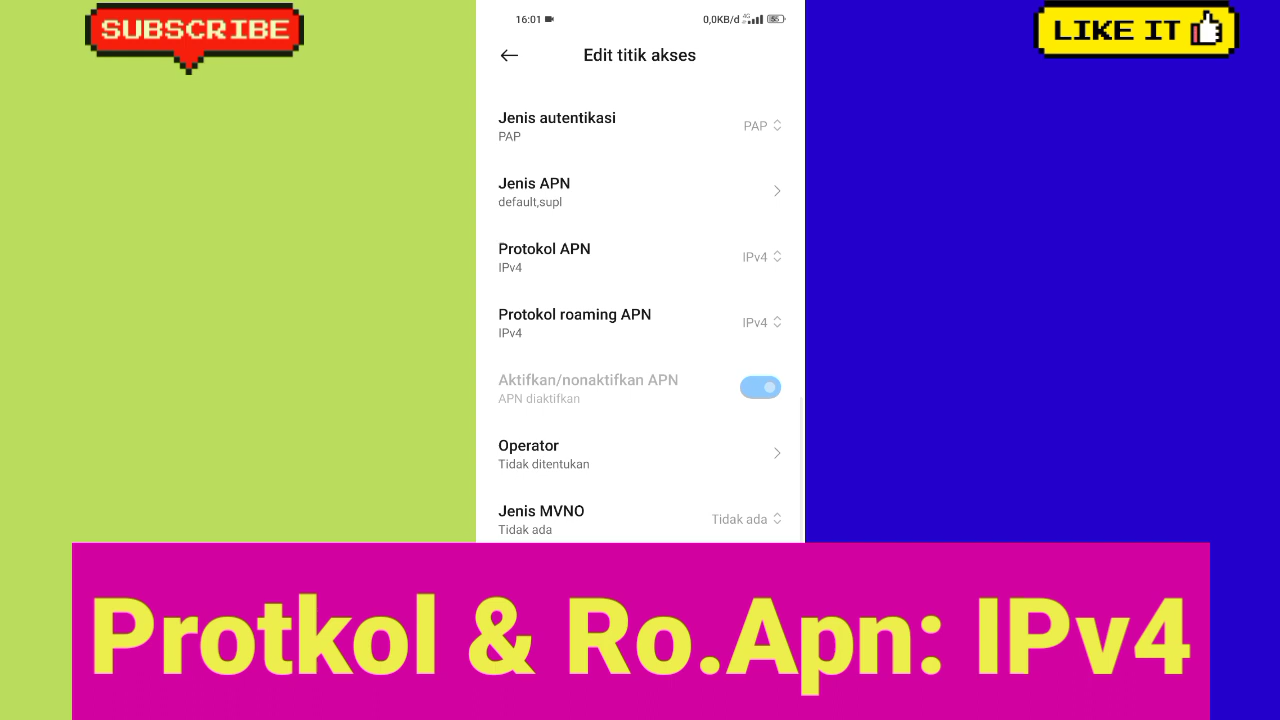 SUBSCRIBE
LIKE IT
16:01
0,0KB/d 4G 55
Edit titik akses
Jenis autentikasi
PAP
PAP
Jenis APN
default,supl
Protokol APN
IPv4
IPv4
Protokol roaming APN
IPv4
IPv4
Aktifkan/nonaktifkan APN
APN diaktifkan
Operator
Tidak ditentukan
Jenis MVNO
Tidak ada
Tidak ada
Protkol & Ro.Apn: IPv4